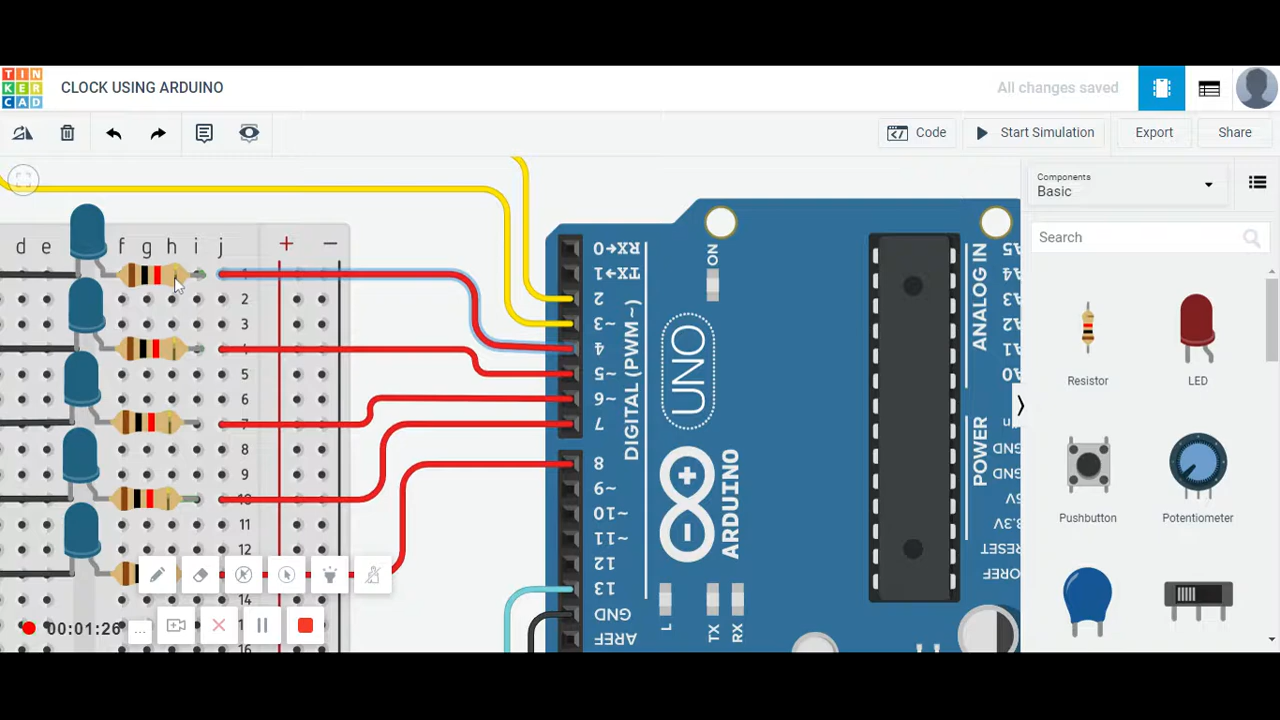 TIN
KER
CAD
CLOCK USING ARDUINO
All changes saved
Code
Start Simulation
Export
Share
Components
Basic
Search
Resistor
LED
Pushbutton
Potentiometer
d e f g h i j + −
1
2
3
5
6
8
9
10
11
12
14
16
RX←0
TX→1
2
~3
4
~5
~6
7
8
~9
~10
~11
12
13
GND
AREF
DIGITAL (PWM~)
ON
UNO
ARDUINO
L
TX
RX
ANALOG IN
A5
A4
A3
A2
A1
A0
POWER
GND
GND
5V
3.3V
RESET
IOREF
00:01:26
...